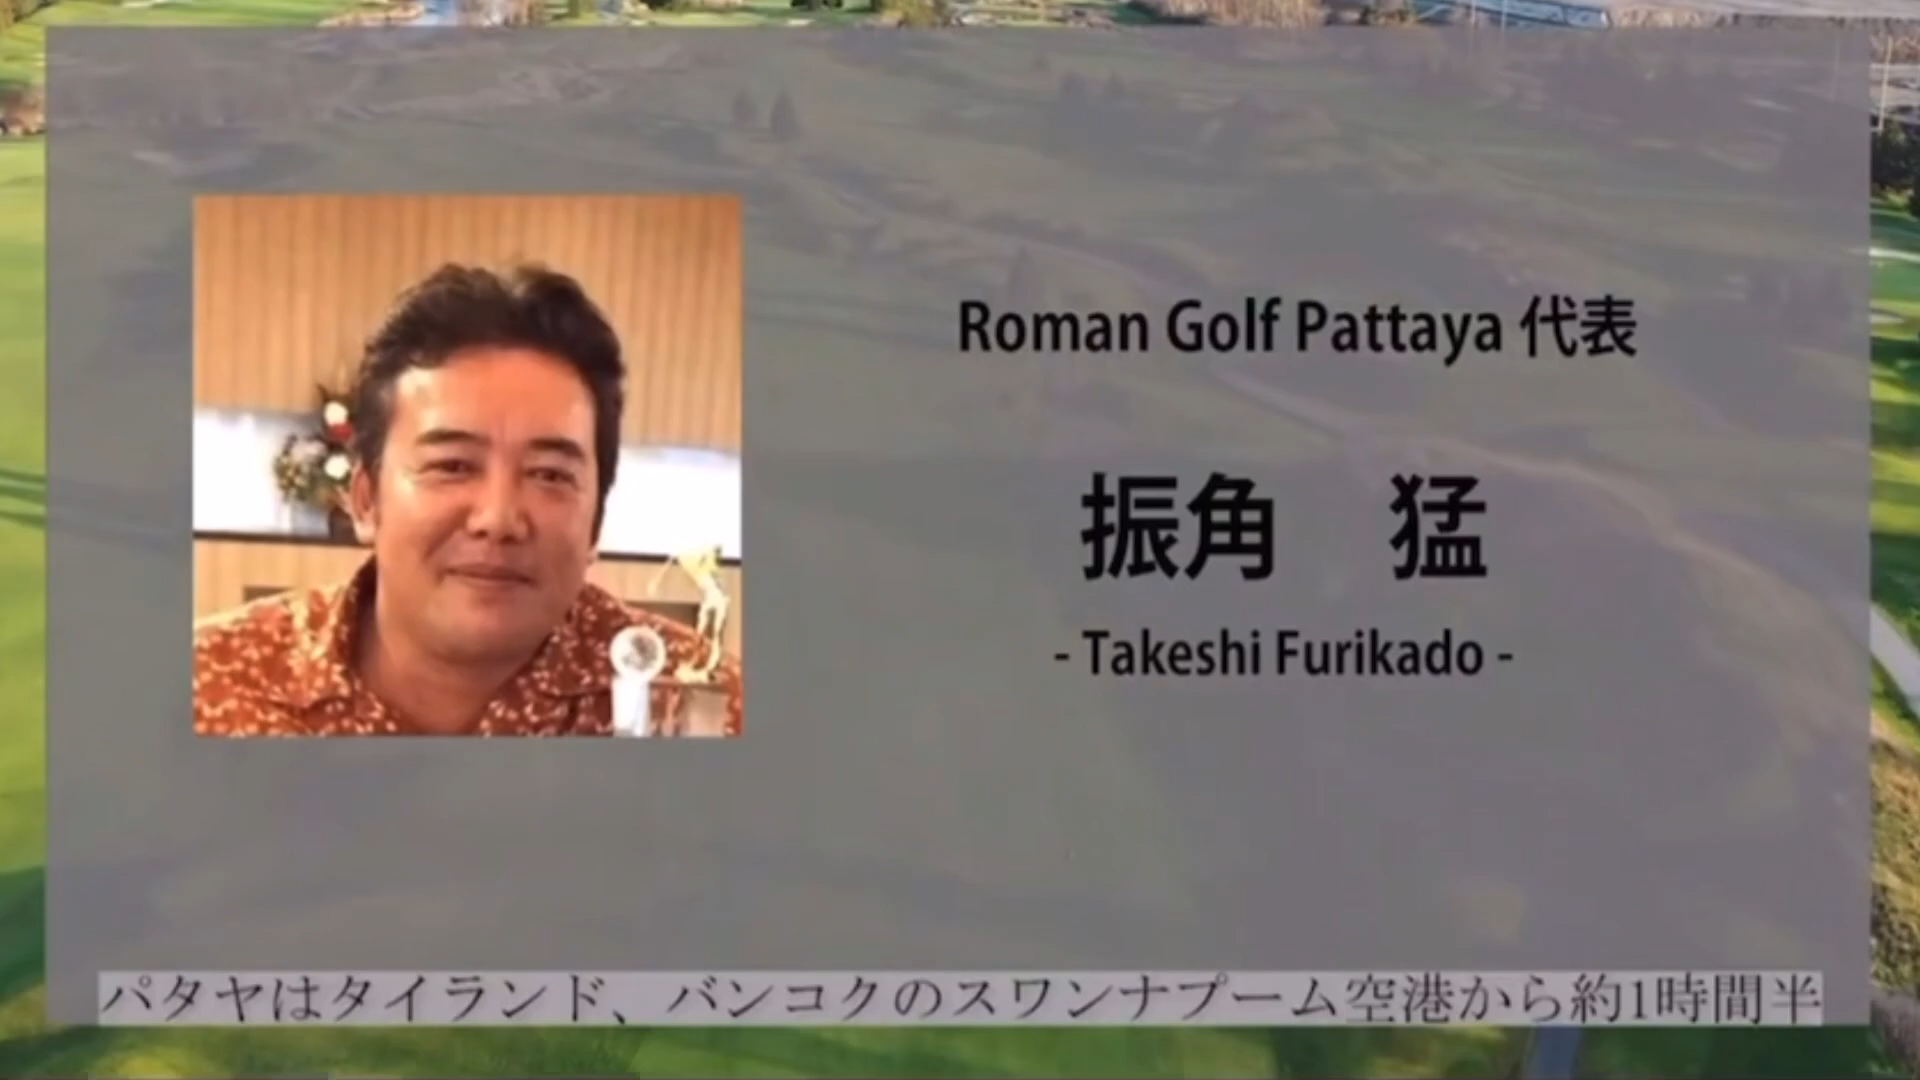 Roman Golf Pattaya 代表
振角　猛
- Takeshi Furikado -
パタヤはタイランド、バンコクのスワンナプーム空港から約1時間半